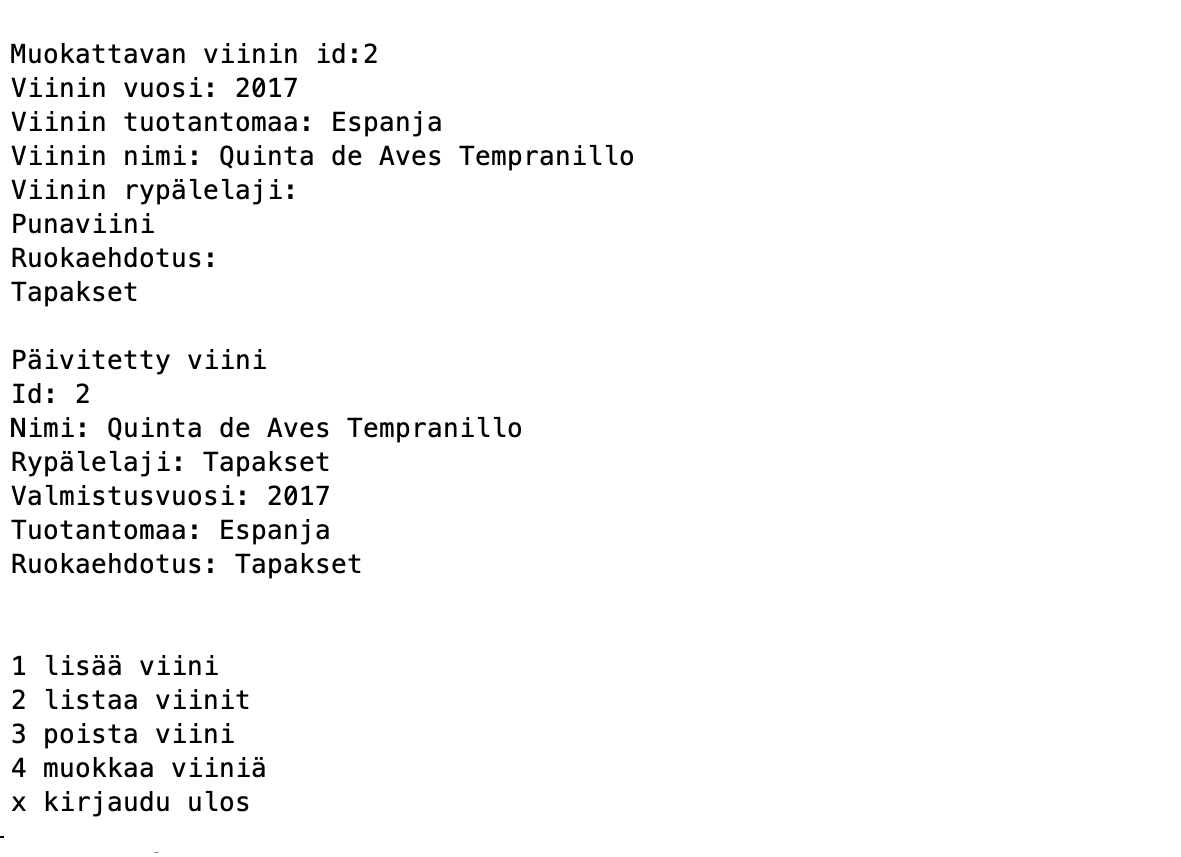 Muokattavan viinin id:2
Viinin vuosi: 2017
Viinin tuotantomaa: Espanja
Viinin nimi: Quinta de Aves Tempranillo
Viinin rypälelaji:
Punaviini
Ruokaehdotus:
Tapakset
Päivitetty viini
Id: 2
Nimi: Quinta de Aves Tempranillo
Rypälelaji: Tapakset
Valmistusvuosi: 2017
Tuotantomaa: Espanja
Ruokaehdotus: Tapakset
1 lisää viini
2 listaa viinit
3 poista viini
4 muokkaa viiniä
x kirjaudu ulos